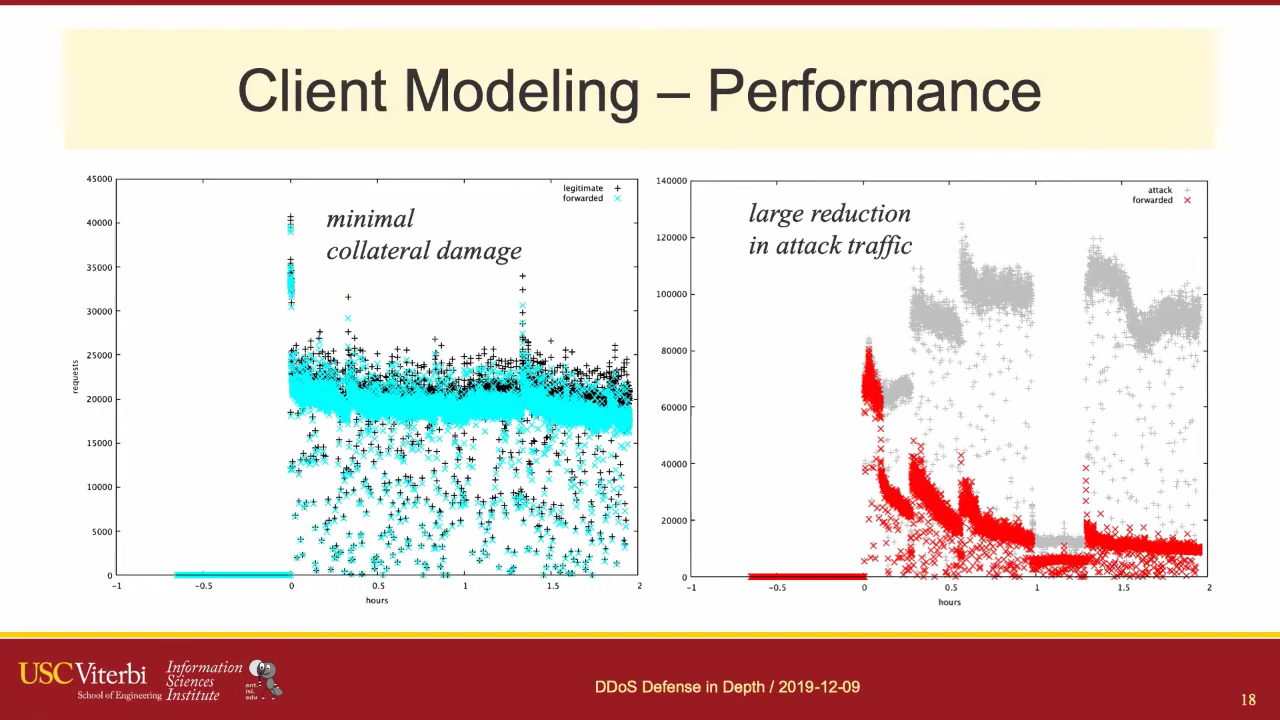 Client Modeling – Performance
45000
40000
35000
30000
25000
20000
15000
10000
5000
0
requests
-1
-0.5
0
0.5
1
1.5
2
hours
legitimate
forwarded
minimal
collateral damage
140000
120000
100000
80000
60000
40000
20000
0
-1
-0.5
0
0.5
1
1.5
2
hours
attack
forwarded
large reduction
in attack traffic
USC Viterbi
School of Engineering
Information
Sciences
Institute
ant.
isi.
edu
DDoS Defense in Depth / 2019-12-09
18